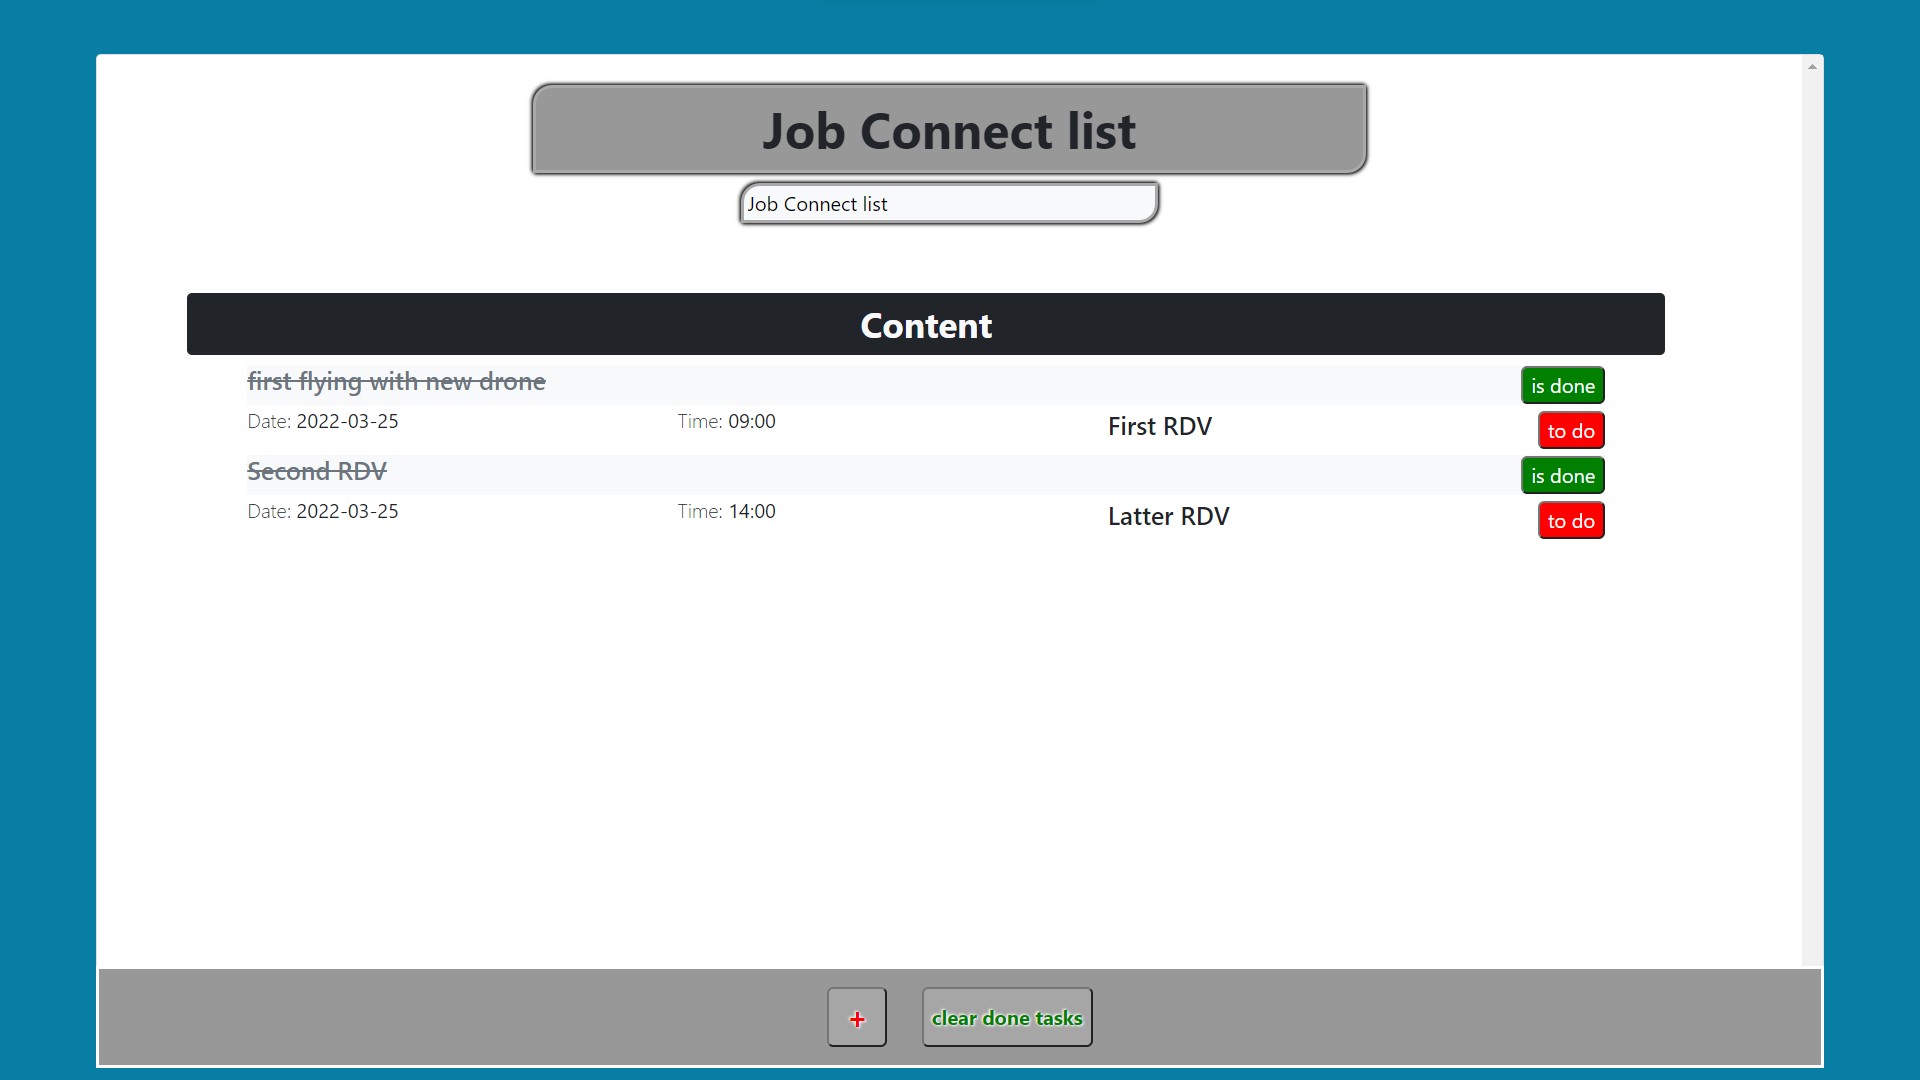 Job Connect list
Job Connect list
Content
first flying with new drone is done
Date: 2022-03-25 Time: 09:00 First RDV to do
Second RDV is done
Date: 2022-03-25 Time: 14:00 Latter RDV to do
+ clear done tasks